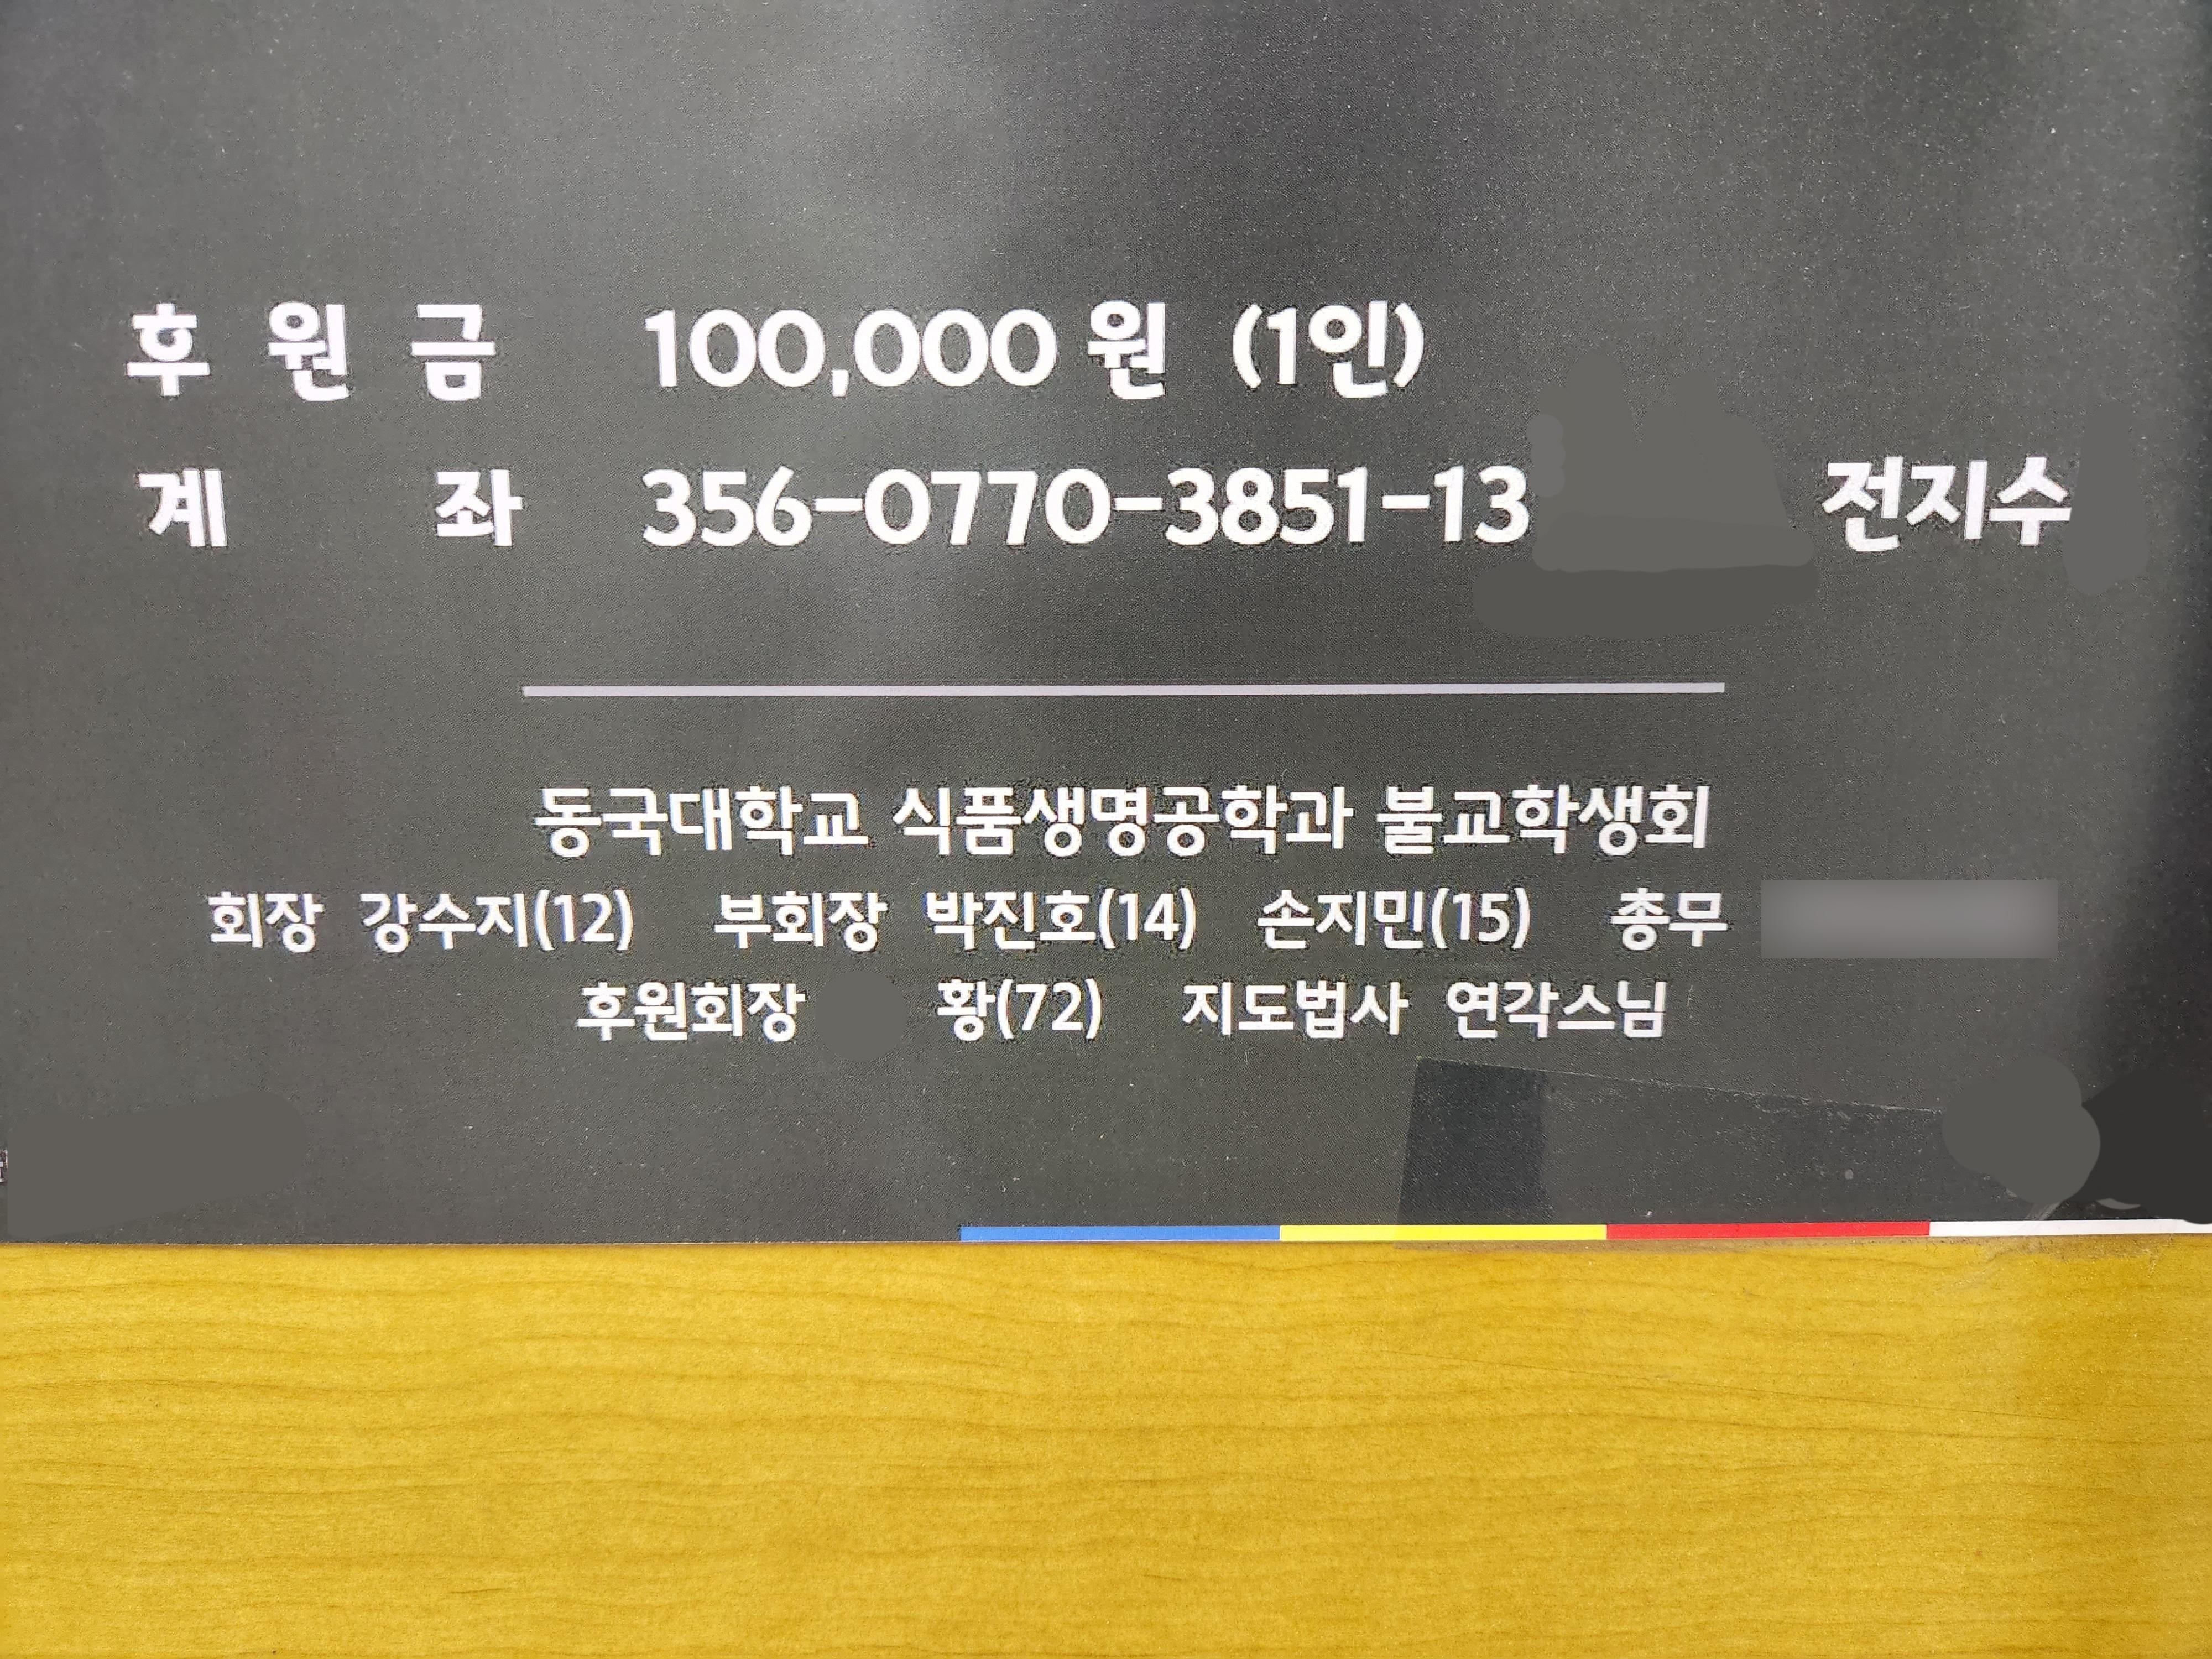 후 원 금 100,000 원 (1인)
계 좌 356-0770-3851-13 전지수
동국대학교 식품생명공학과 불교학생회
회장 강수지(12) 부회장 박진호(14) 손지민(15) 총무
후원회장 황(72) 지도법사 연각스님